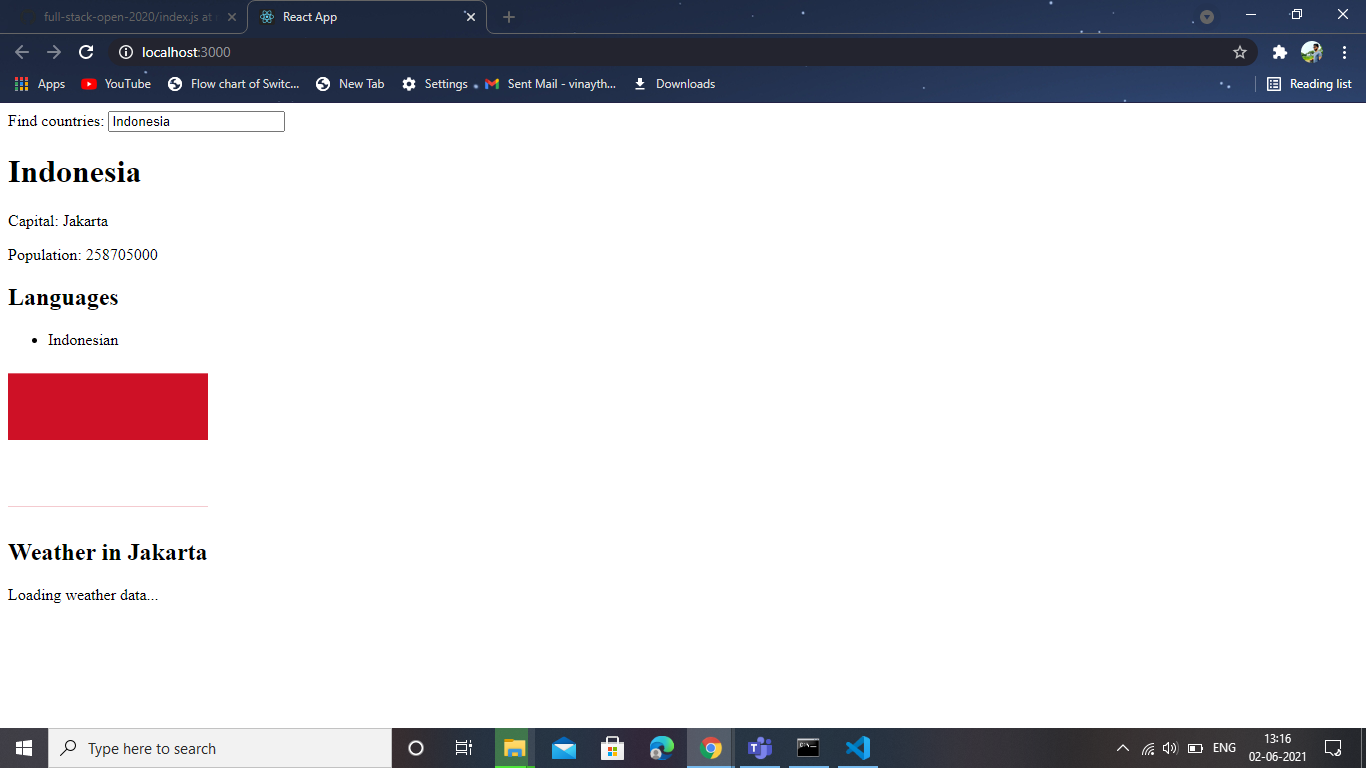 full-stack-open-2020/index.js at
React App
localhost:3000
Apps
YouTube
Flow chart of Switc...
New Tab
Settings
Sent Mail - vinayth...
Downloads
Reading list
Find countries: Indonesia
Indonesia
Capital: Jakarta
Population: 258705000
Languages
• Indonesian
Weather in Jakarta
Loading weather data...
Type here to search
ENG
13:16
02-06-2021